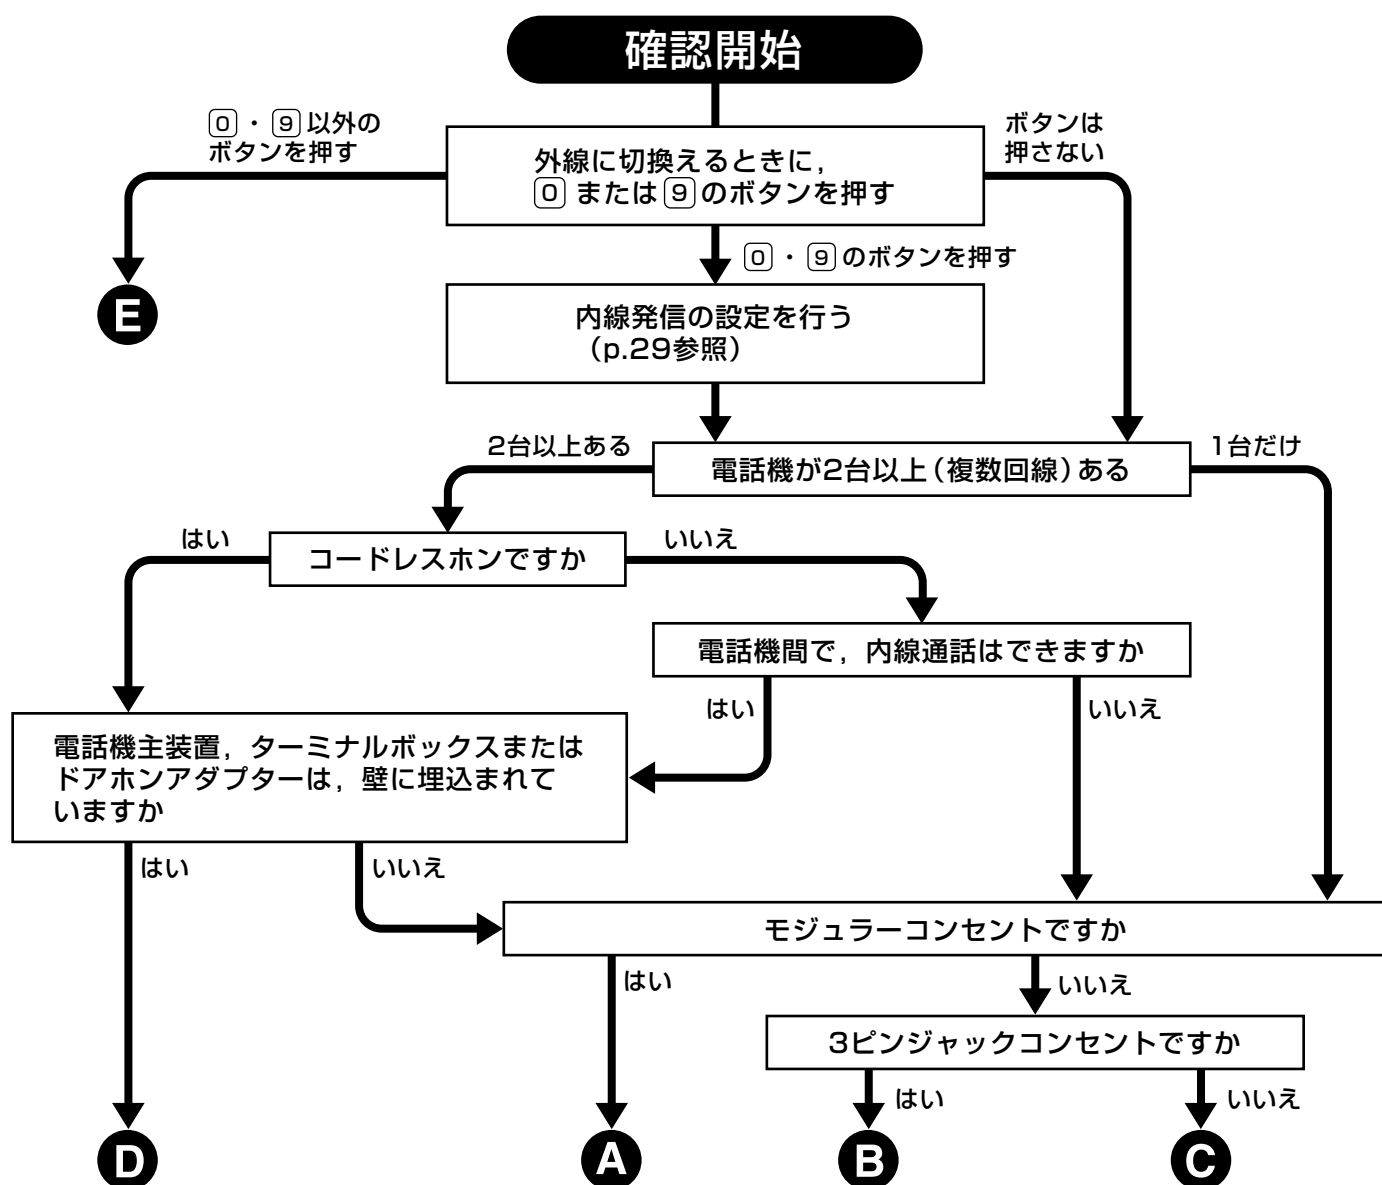 確認開始
0・9以外の
ボタンを押す
ボタンは
押さない
外線に切換えるときに，
0 または 9 のボタンを押す
0・9のボタンを押す
E
内線発信の設定を行う
（p.29参照）
2台以上ある
1台だけ
電話機が2台以上（複数回線）ある
はい
いいえ
コードレスホンですか
電話機間で，内線通話はできますか
はい
いいえ
電話機主装置，ターミナルボックスまたは
ドアホンアダプターは，壁に埋込まれて
いますか
はい
いいえ
モジュラーコンセントですか
はい
いいえ
3ピンジャックコンセントですか
はい
いいえ
D
A
B
C